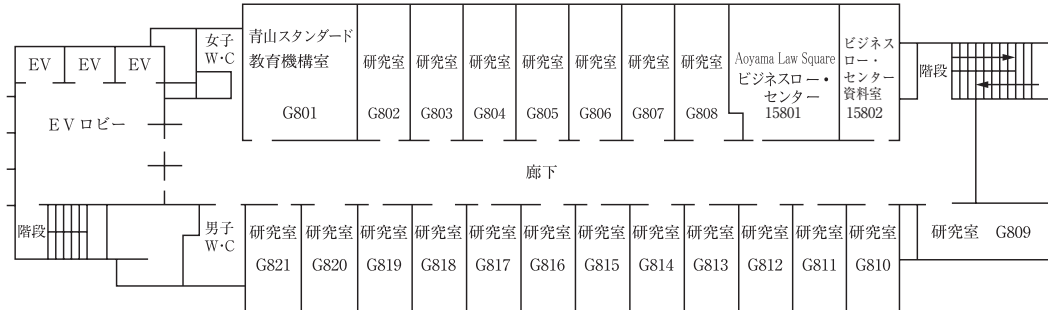 EV
EV
EV
EVロビー
女子
W･C
青山スタンダード
教育機構室
G801
研究室
G802
研究室
G803
研究室
G804
研究室
G805
研究室
G806
研究室
G807
研究室
G808
Aoyama Law Square
ビジネスロー・
センター
15801
ビジネス
ロー・
センター
資料室
15802
階段
廊下
階段
男子
W･C
研究室
G821
研究室
G820
研究室
G819
研究室
G818
研究室
G817
研究室
G816
研究室
G815
研究室
G814
研究室
G813
研究室
G812
研究室
G811
研究室
G810
研究室 G809